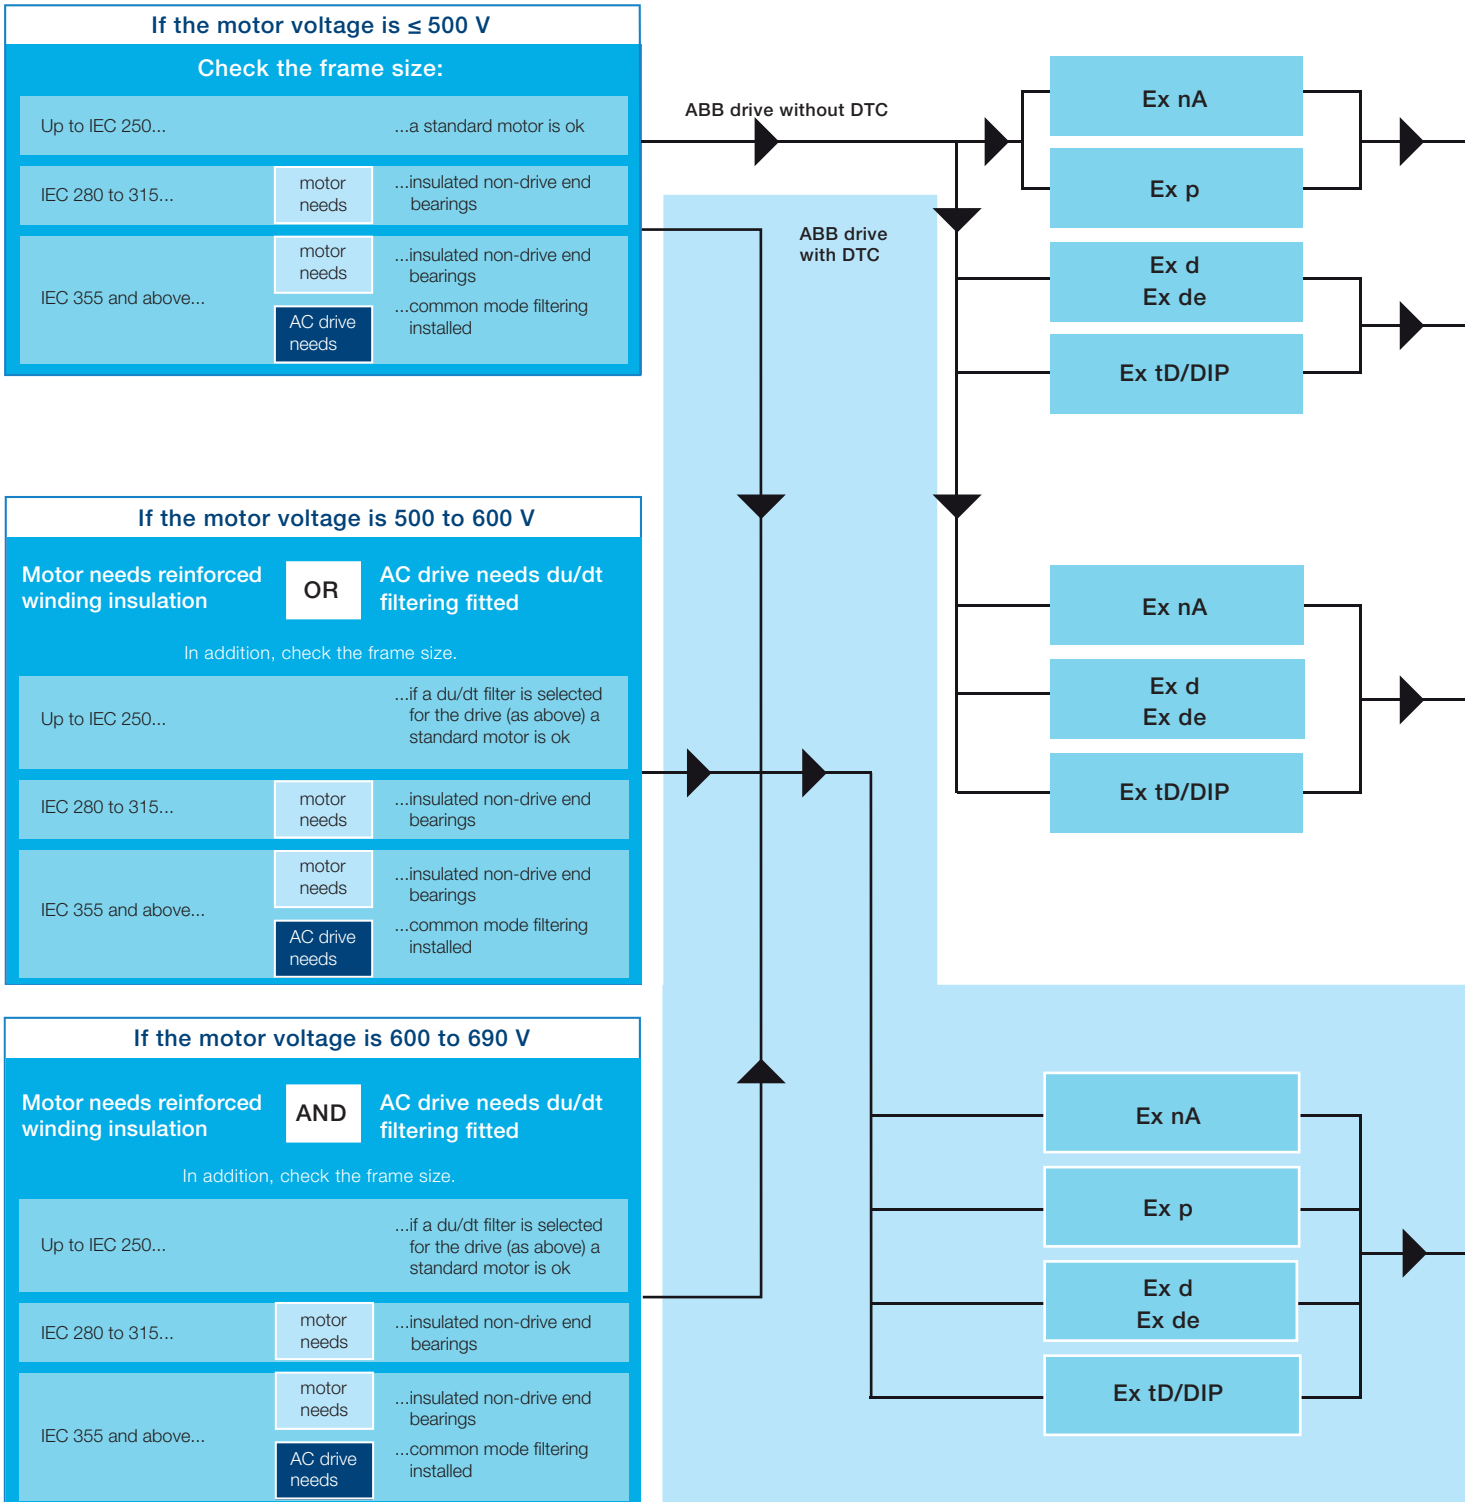 If the motor voltage is ≤ 500 V
Check the frame size:
Up to IEC 250...
...a standard motor is ok
IEC 280 to 315...
motor
needs
...insulated non-drive end
bearings
IEC 355 and above...
motor
needs
...insulated non-drive end
bearings
AC drive
needs
...common mode filtering
installed
ABB drive without DTC
ABB drive
with DTC
Ex nA
Ex p
Ex d
Ex de
Ex tD/DIP
If the motor voltage is 500 to 600 V
Motor needs reinforced
winding insulation
OR
AC drive needs du/dt
filtering fitted
In addition, check the frame size.
Up to IEC 250...
...if a du/dt filter is selected
for the drive (as above) a
standard motor is ok
IEC 280 to 315...
motor
needs
...insulated non-drive end
bearings
IEC 355 and above...
motor
needs
...insulated non-drive end
bearings
AC drive
needs
...common mode filtering
installed
Ex nA
Ex d
Ex de
Ex tD/DIP
If the motor voltage is 600 to 690 V
Motor needs reinforced
winding insulation
AND
AC drive needs du/dt
filtering fitted
In addition, check the frame size.
Up to IEC 250...
...if a du/dt filter is selected
for the drive (as above) a
standard motor is ok
IEC 280 to 315...
motor
needs
...insulated non-drive end
bearings
IEC 355 and above...
motor
needs
...insulated non-drive end
bearings
AC drive
needs
...common mode filtering
installed
Ex nA
Ex p
Ex d
Ex de
Ex tD/DIP